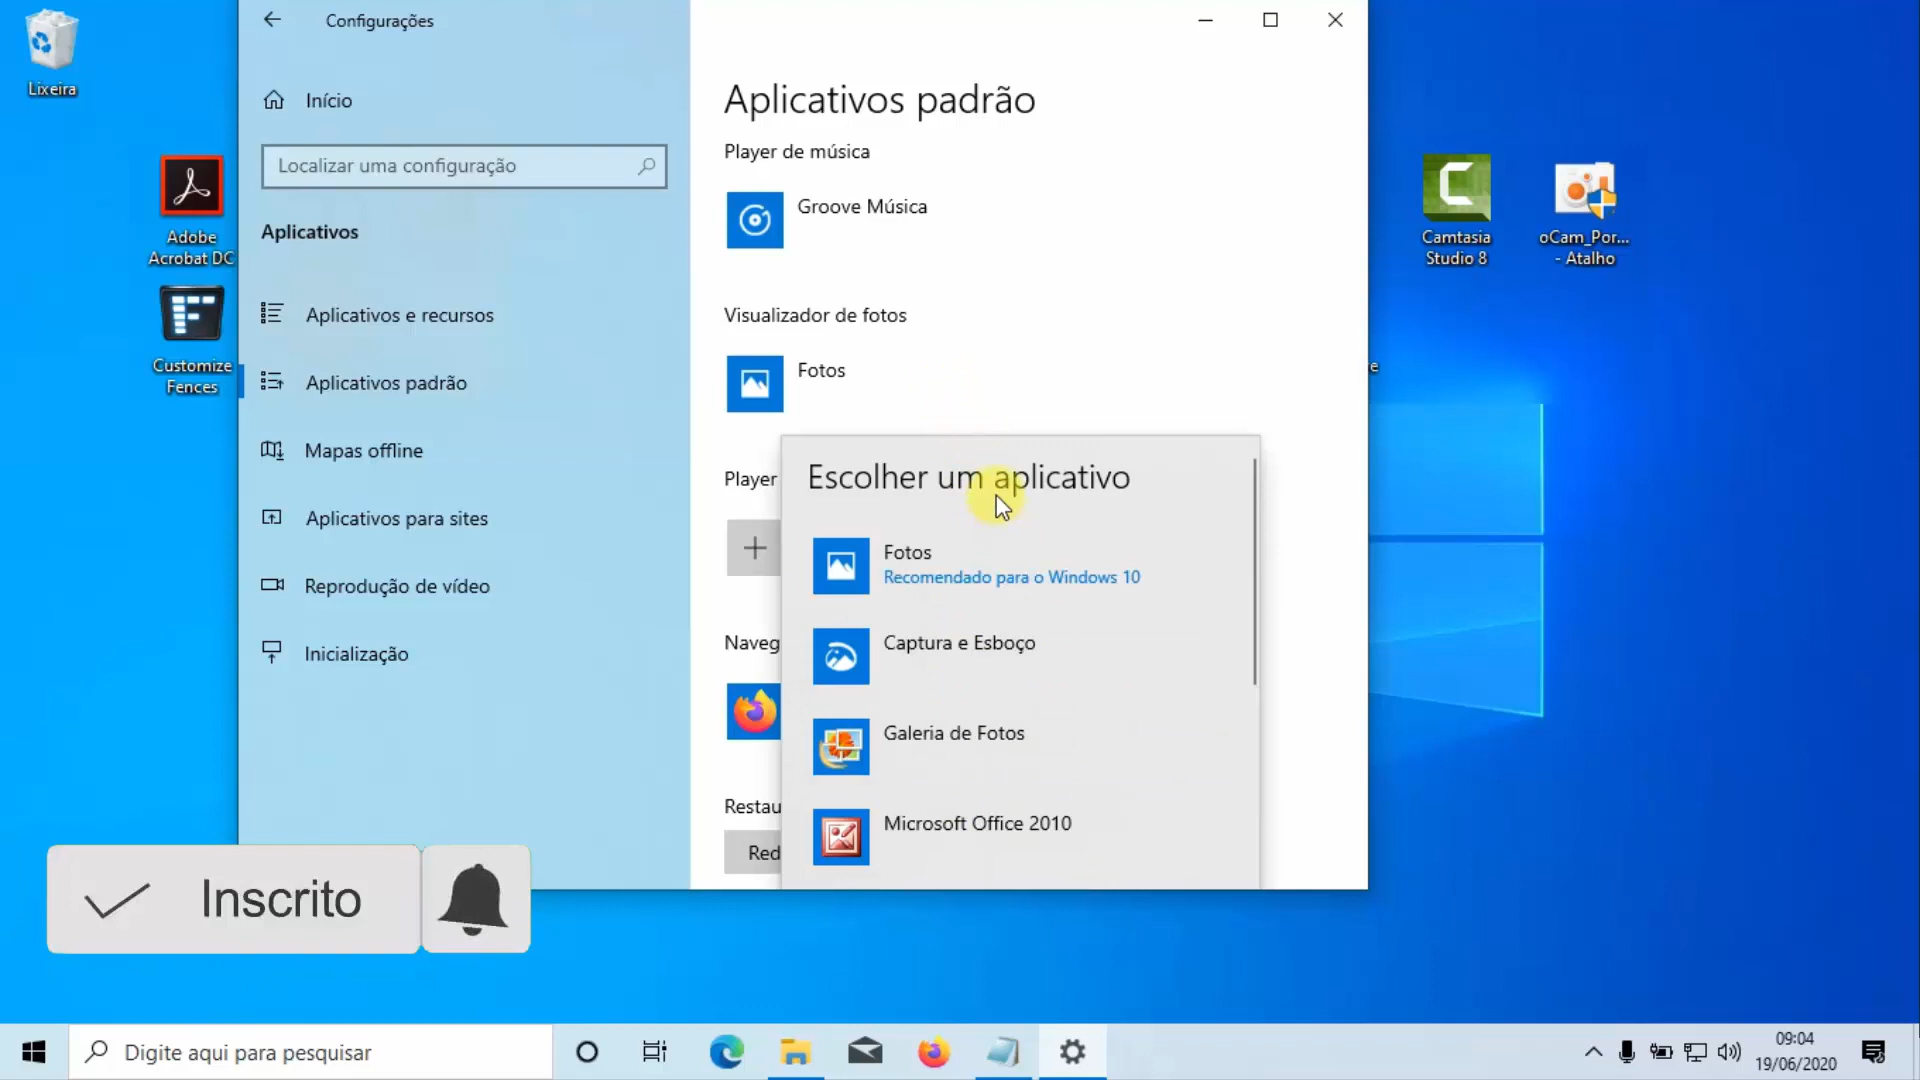 Configurações
Lixeira
Início
Localizar uma configuração
Aplicativos
Adobe
Acrobat DC
Customize
Fences
Aplicativos e recursos
Aplicativos padrão
Mapas offline
Aplicativos para sites
Reprodução de vídeo
Inicialização
Aplicativos padrão
Player de música
Groove Música
Visualizador de fotos
Fotos
Player
Naveg
Restau
Red
Escolher um aplicativo
Fotos
Recomendado para o Windows 10
Captura e Esboço
Galeria de Fotos
Microsoft Office 2010
Camtasia
Studio 8
oCam_Por...
- Atalho
re
Inscrito
Digite aqui para pesquisar
09:04
19/06/2020